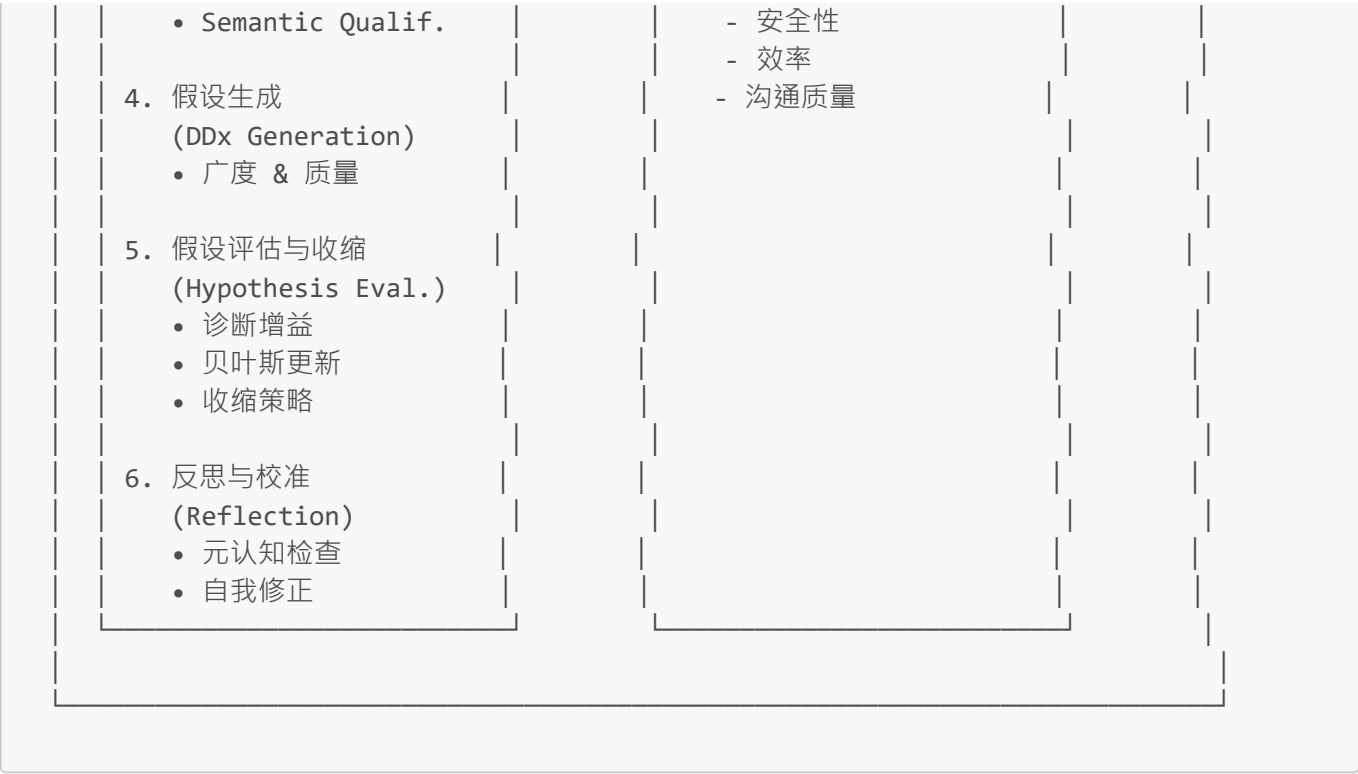 • Semantic Qualif. - 安全性
- 效率
4. 假设生成 - 沟通质量
(DDx Generation)
• 广度 & 质量
5. 假设评估与收缩
(Hypothesis Eval.)
• 诊断增益
• 贝叶斯更新
• 收缩策略
6. 反思与校准
(Reflection)
• 元认知检查
• 自我修正